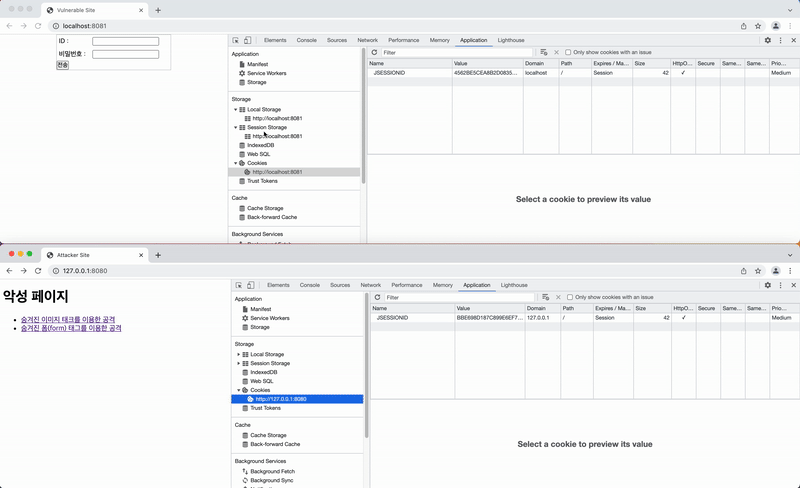 Vulnerable Site
localhost:8081
ID :
비밀번호 :
전송
Elements Console Sources Network Performance Memory Application Lighthouse
Application
Manifest
Service Workers
Storage
Storage
Local Storage
http://localhost:8081
Session Storage
http://localhost:8081
IndexedDB
Web SQL
Cookies
http://localhost:8081
Trust Tokens
Cache
Cache Storage
Back-forward Cache
Background Services
Filter Only show cookies with an issue
Name Value Domain Path Expires / Ma... Size HttpO... Secure Same... Same... Prio...
JSESSIONID 4562BE5CEA8B2D0835... localhost / Session 42 ✓ Medium
Select a cookie to preview its value
Attacker Site
127.0.0.1:8080
악성 페이지
숨겨진 이미지 태크를 이용한 공격
숨겨진 폼(form) 태그를 이용한 공격
Elements Console Sources Network Performance Memory Application Lighthouse
Application
Manifest
Service Workers
Storage
Storage
Local Storage
Session Storage
IndexedDB
Web SQL
Cookies
http://127.0.0.1:8080
Trust Tokens
Cache
Cache Storage
Back-forward Cache
Background Services
Background Fetch
Background Sync
Filter Only show cookies with an issue
Name Value Domain Path Expires / Ma... Size HttpO... Secure Same... Same... Prio...
JSESSIONID BBE698D187C899E6EF7... 127.0.0.1 / Session 42 ✓ Medium
Select a cookie to preview its value